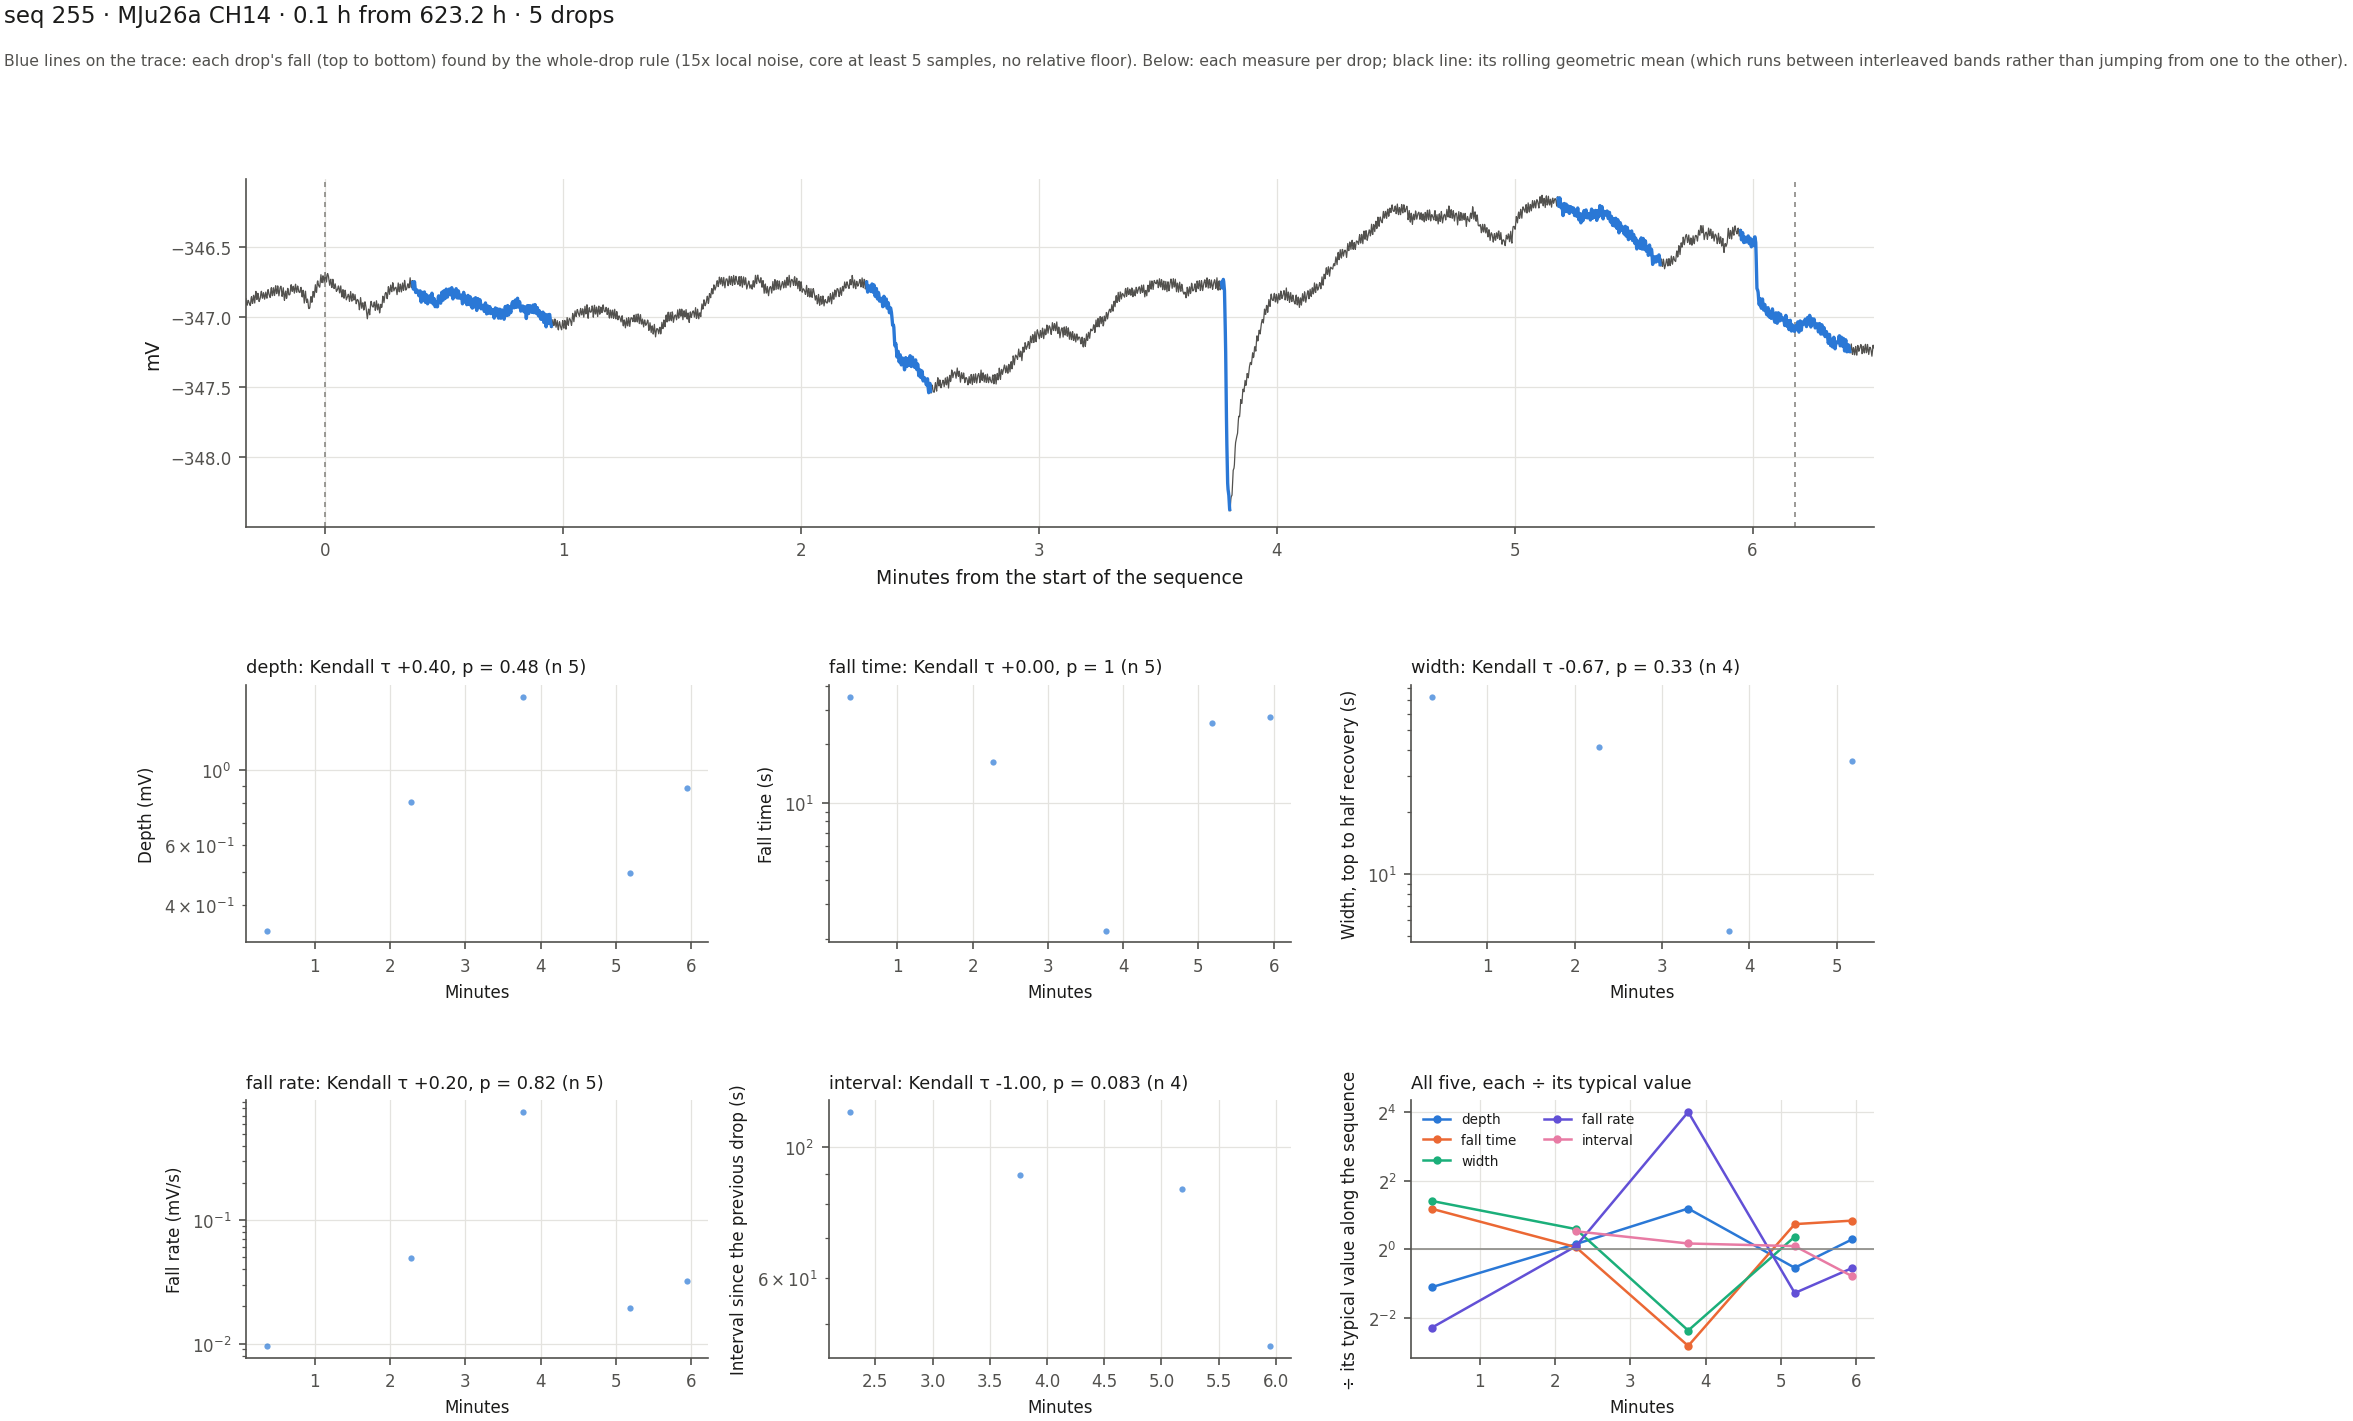 seq 255 · MJu26a CH14 · 0.1 h from 623.2 h · 5 drops
Blue lines on the trace: each drop's fall (top to bottom) found by the whole-drop rule (15x local noise, core at least 5 samples, no relative floor). Below: each measure per drop; black line: its rolling geometric mean (which runs between interleaved bands rather than jumping from one to the other).
mV
−346.5
−347.0
−347.5
−348.0
0 1 2 3 4 5 6
Minutes from the start of the sequence
depth: Kendall τ +0.40, p = 0.48 (n 5)
Depth (mV)
10⁰
6 × 10⁻¹
4 × 10⁻¹
1 2 3 4 5 6
Minutes
fall time: Kendall τ +0.00, p = 1 (n 5)
Fall time (s)
10¹
1 2 3 4 5 6
Minutes
width: Kendall τ -0.67, p = 0.33 (n 4)
Width, top to half recovery (s)
10¹
1 2 3 4 5
Minutes
fall rate: Kendall τ +0.20, p = 0.82 (n 5)
Fall rate (mV/s)
10⁻¹
10⁻²
1 2 3 4 5 6
Minutes
interval: Kendall τ -1.00, p = 0.083 (n 4)
Interval since the previous drop (s)
10²
6 × 10¹
2.5 3.0 3.5 4.0 4.5 5.0 5.5 6.0
Minutes
All five, each ÷ its typical value
÷ its typical value along the sequence
2⁴
2²
2⁰
2⁻²
depth
fall time
width
fall rate
interval
1 2 3 4 5 6
Minutes